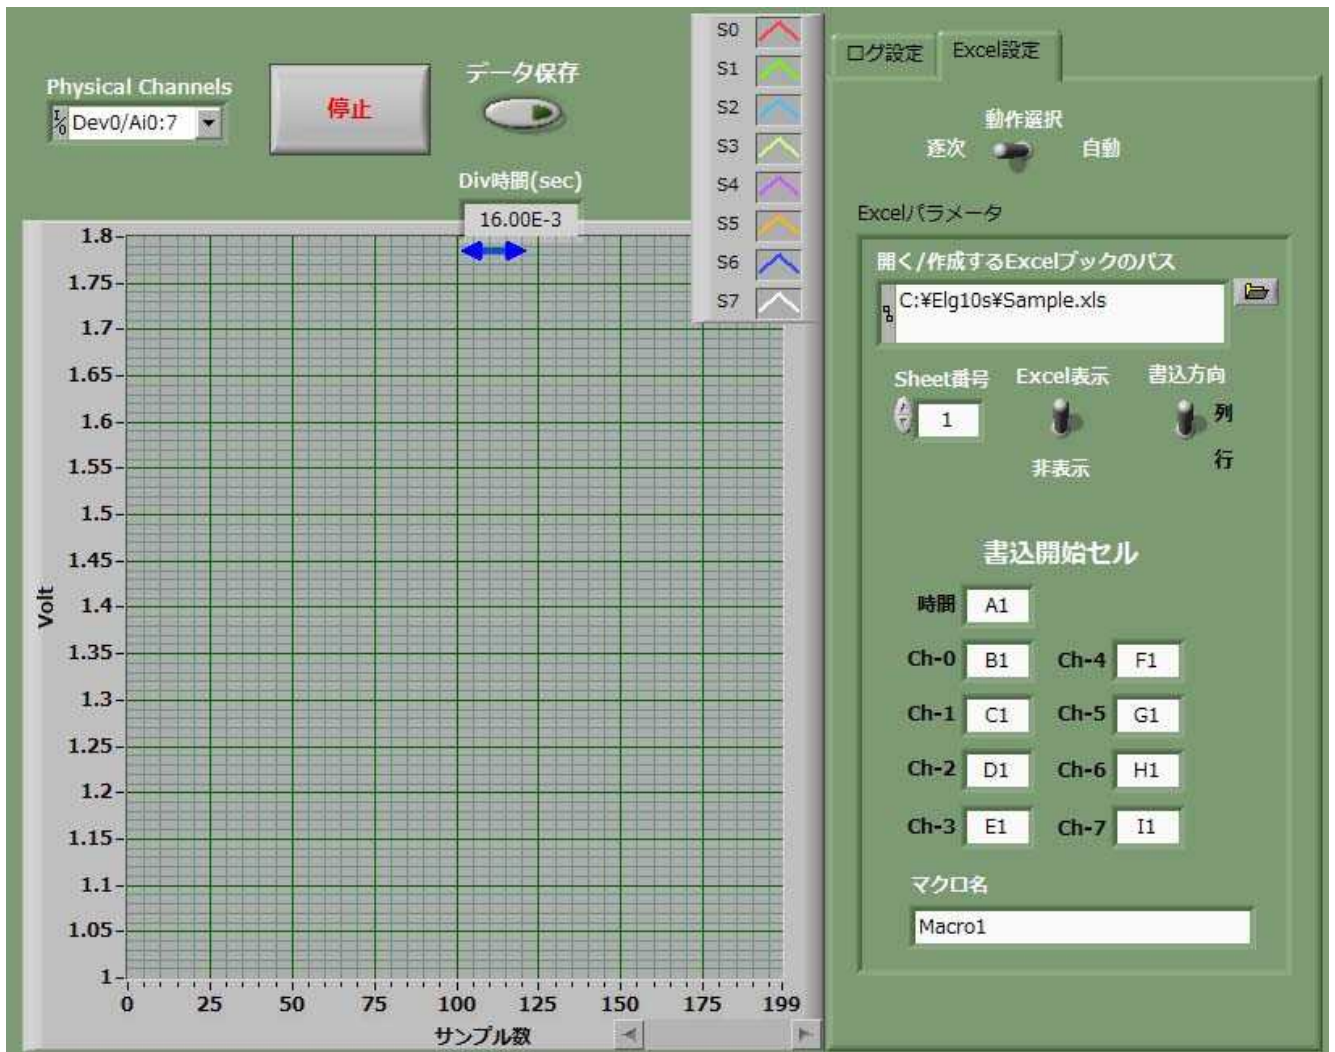 Physical Channels
Dev0/Ai0:7
停止
データ保存
Div時間(sec)
16.00E-3
S0
S1
S2
S3
S4
S5
S6
S7
1.8
1.75
1.7
1.65
1.6
1.55
1.5
1.45
1.4
1.35
1.3
1.25
1.2
1.15
1.1
1.05
1
Volt
0 25 50 75 100 125 150 175 199
サンプル数
ログ設定 Excel設定
動作選択
逐次 自動
Excelパラメータ
開く/作成するExcelブックのパス
C:¥Elg10s¥Sample.xls
Sheet番号 Excel表示 書込方向
1 列
非表示 行
書込開始セル
時間 A1
Ch-0 B1 Ch-4 F1
Ch-1 C1 Ch-5 G1
Ch-2 D1 Ch-6 H1
Ch-3 E1 Ch-7 I1
マクロ名
Macro1